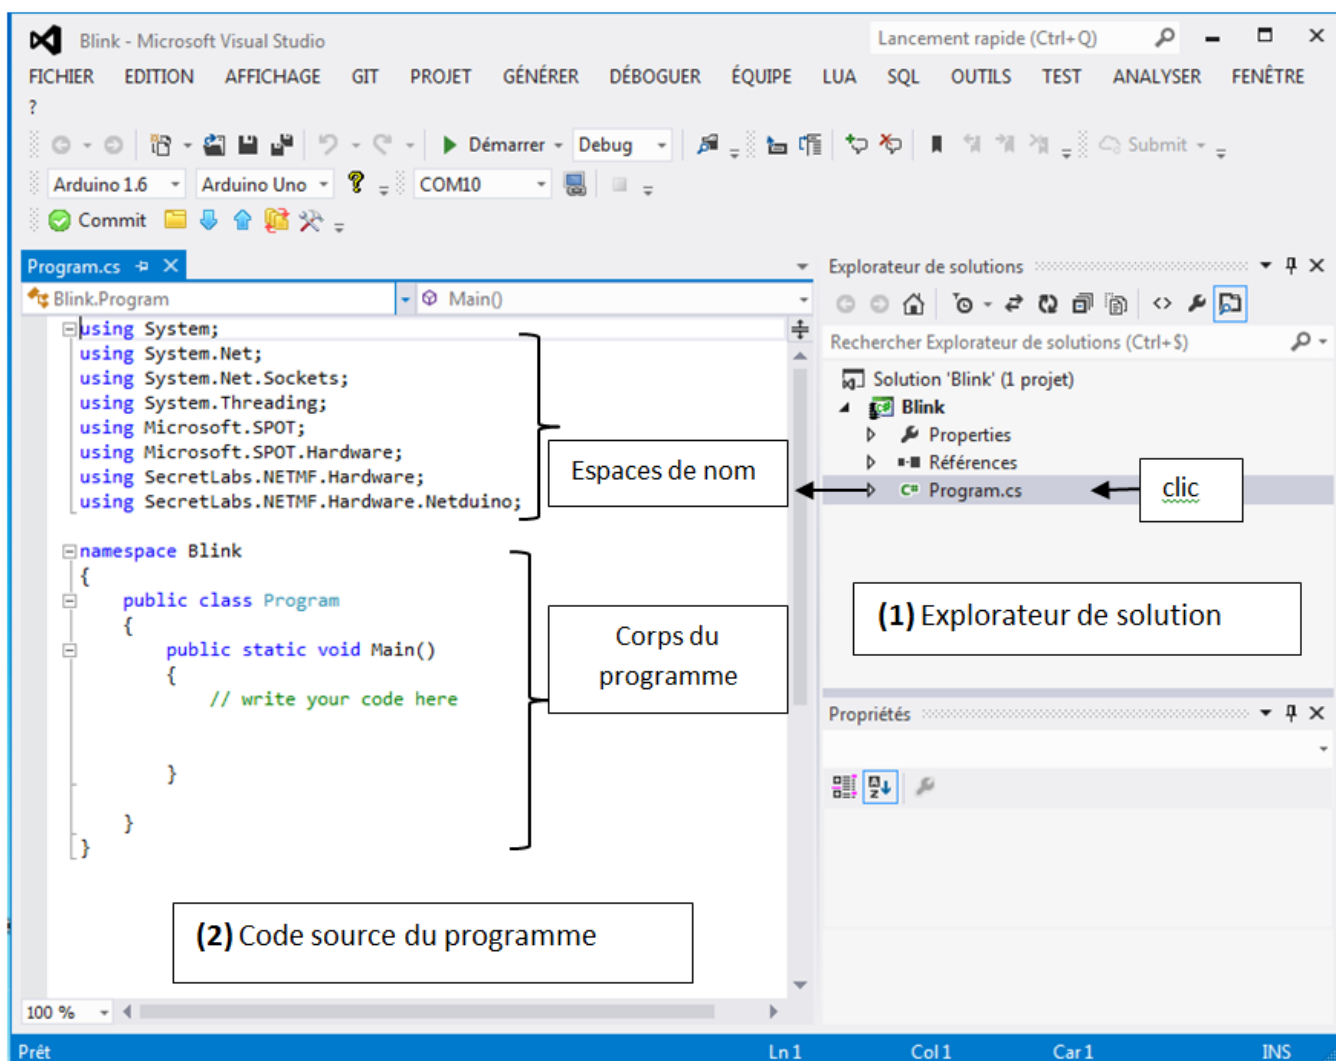 Blink - Microsoft Visual Studio
Lancement rapide (Ctrl+Q)
FICHIER EDITION AFFICHAGE GIT PROJET GÉNÉRER DÉBOGUER ÉQUIPE LUA SQL OUTILS TEST ANALYSER FENÊTRE
?
Démarrer Debug Submit
Arduino 1.6 Arduino Uno COM10
Commit
Program.cs
Blink.Program Main()
using System;
using System.Net;
using System.Net.Sockets;
using System.Threading;
using Microsoft.SPOT;
using Microsoft.SPOT.Hardware;
using SecretLabs.NETMF.Hardware;
using SecretLabs.NETMF.Hardware.Netduino;
Espaces de nom
namespace Blink
{
public class Program
{
public static void Main()
{
// write your code here
}
}
}
Corps du
programme
(2) Code source du programme
100 %
Explorateur de solutions
Rechercher Explorateur de solutions (Ctrl+$)
Solution 'Blink' (1 projet)
Blink
Properties
Références
C# Program.cs
clic
(1) Explorateur de solution
Propriétés
Prêt Ln 1 Col 1 Car 1 INS